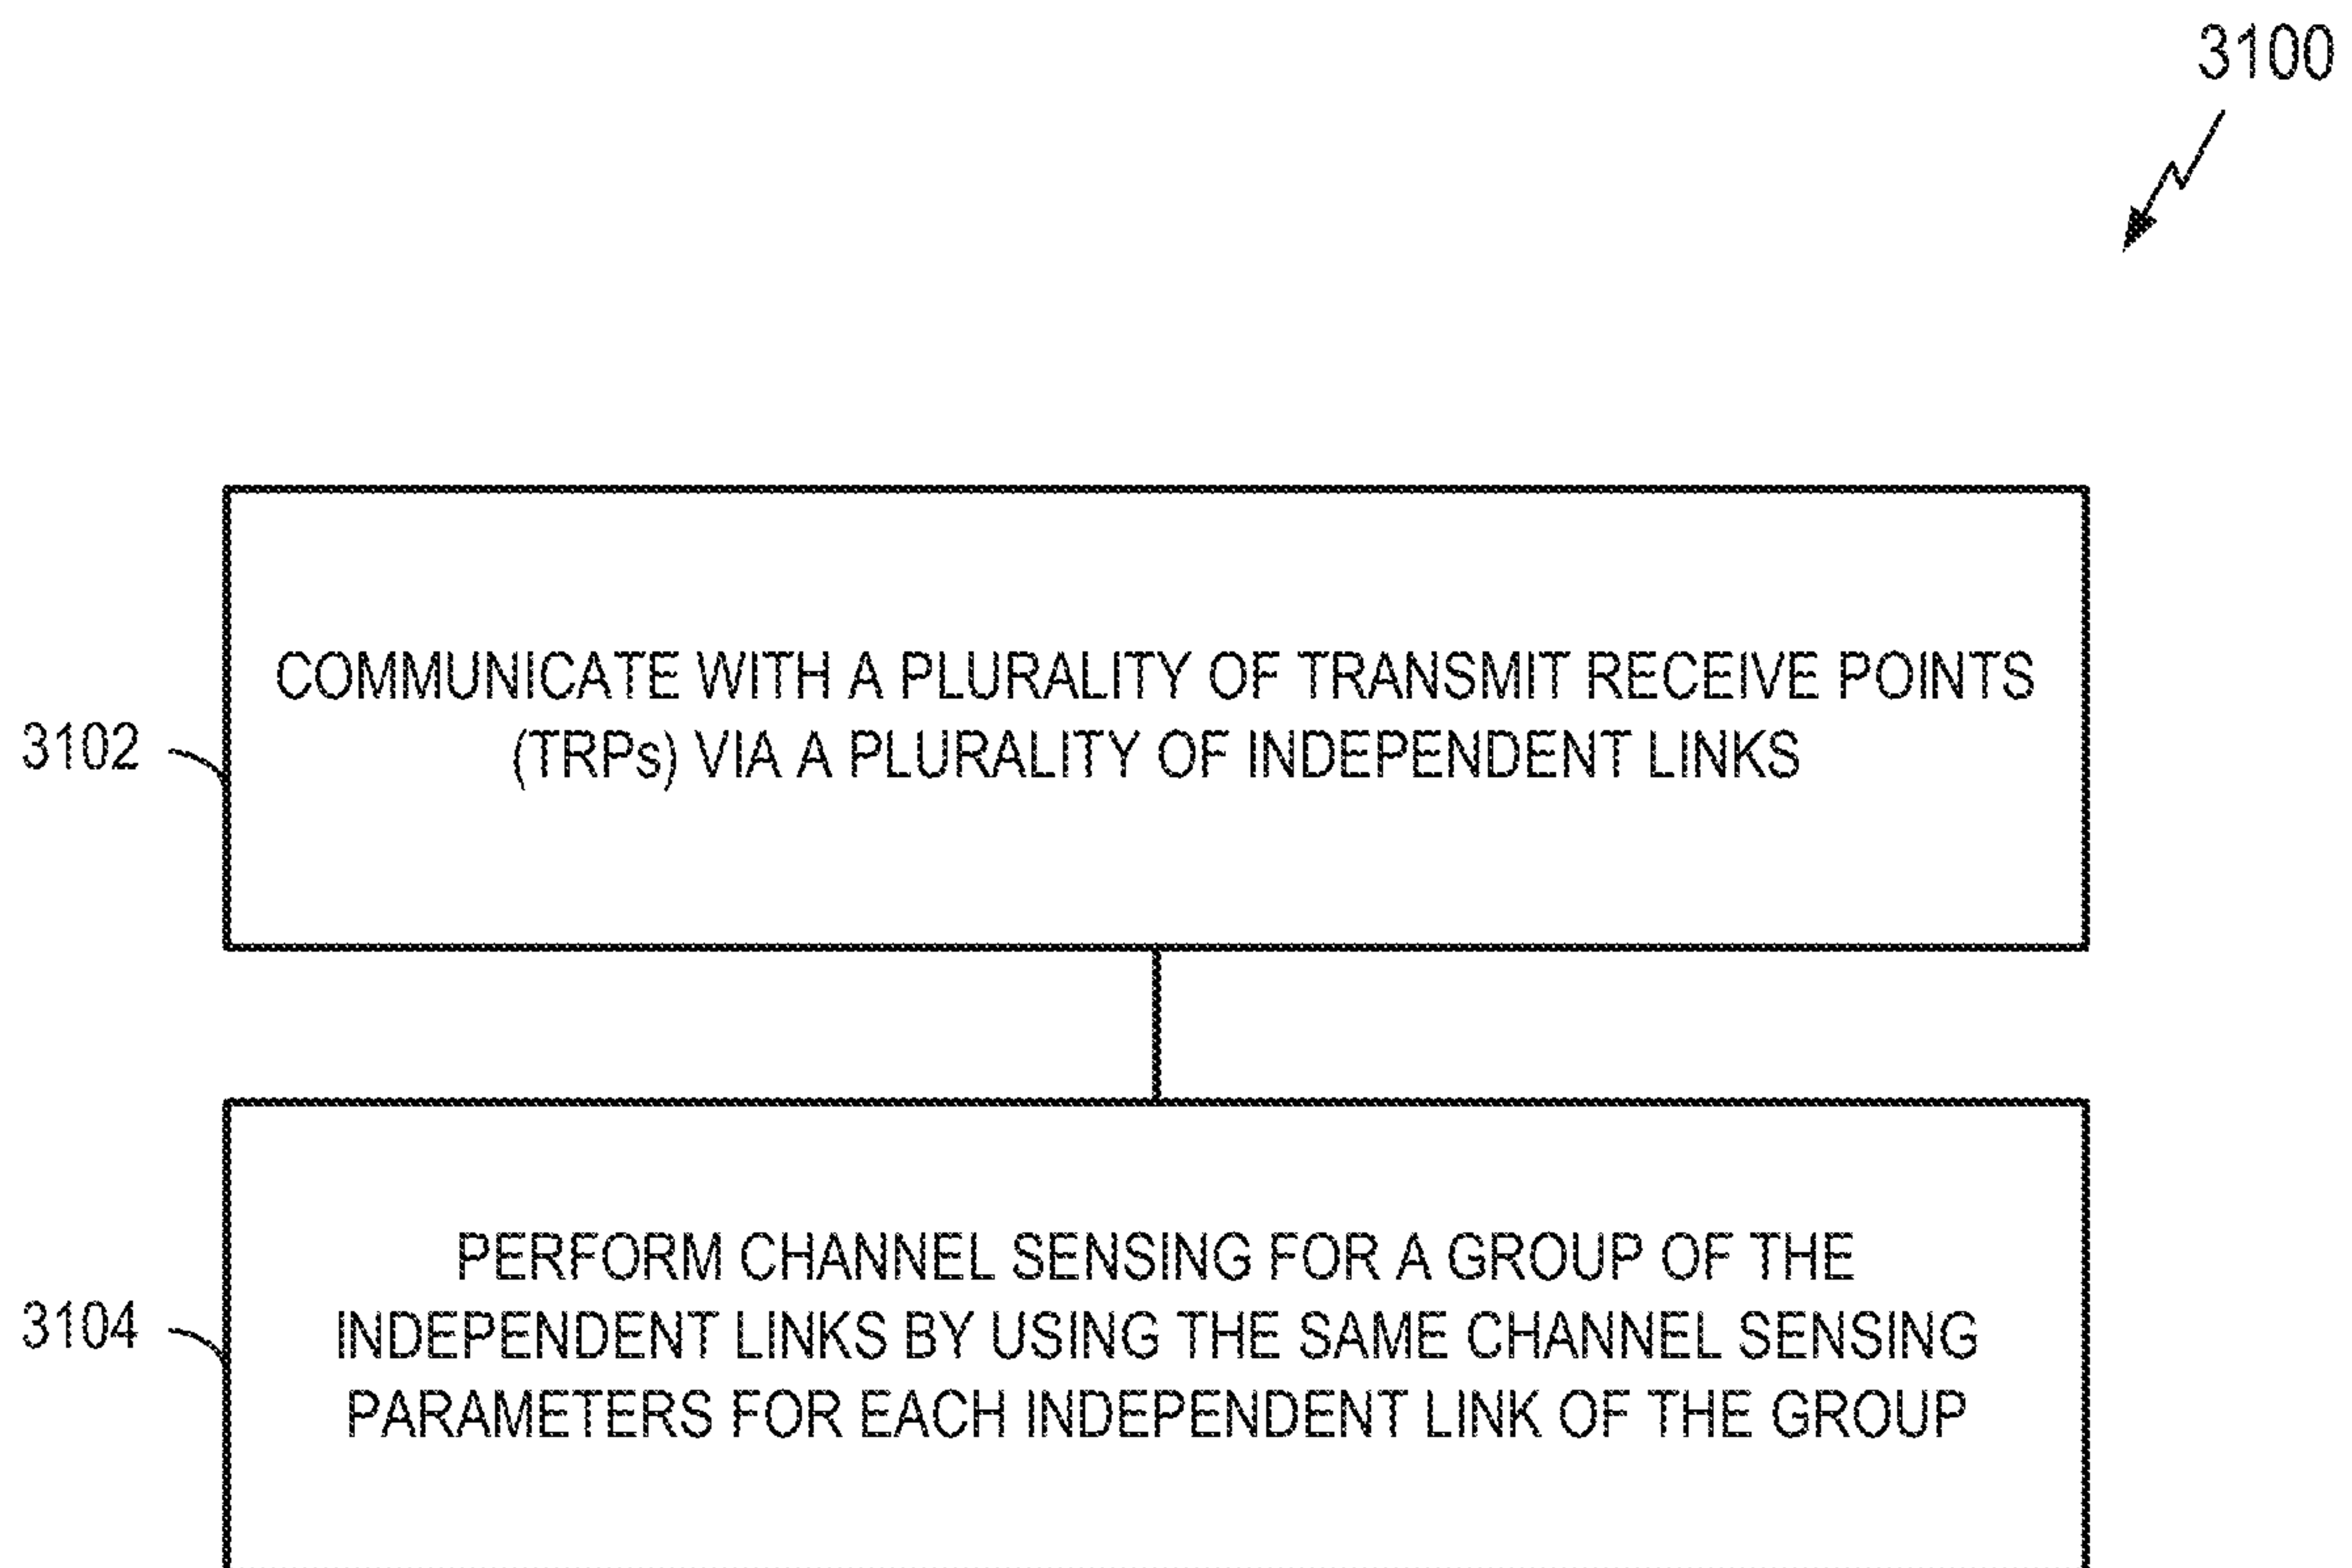 3100
COMMUNICATE WITH A PLURALITY OF TRANSMIT RECEIVE POINTS
(TRPs) VIA A PLURALITY OF INDEPENDENT LINKS
3102
PERFORM CHANNEL SENSING FOR A GROUP OF THE
INDEPENDENT LINKS BY USING THE SAME CHANNEL SENSING
PARAMETERS FOR EACH INDEPENDENT LINK OF THE GROUP
3104